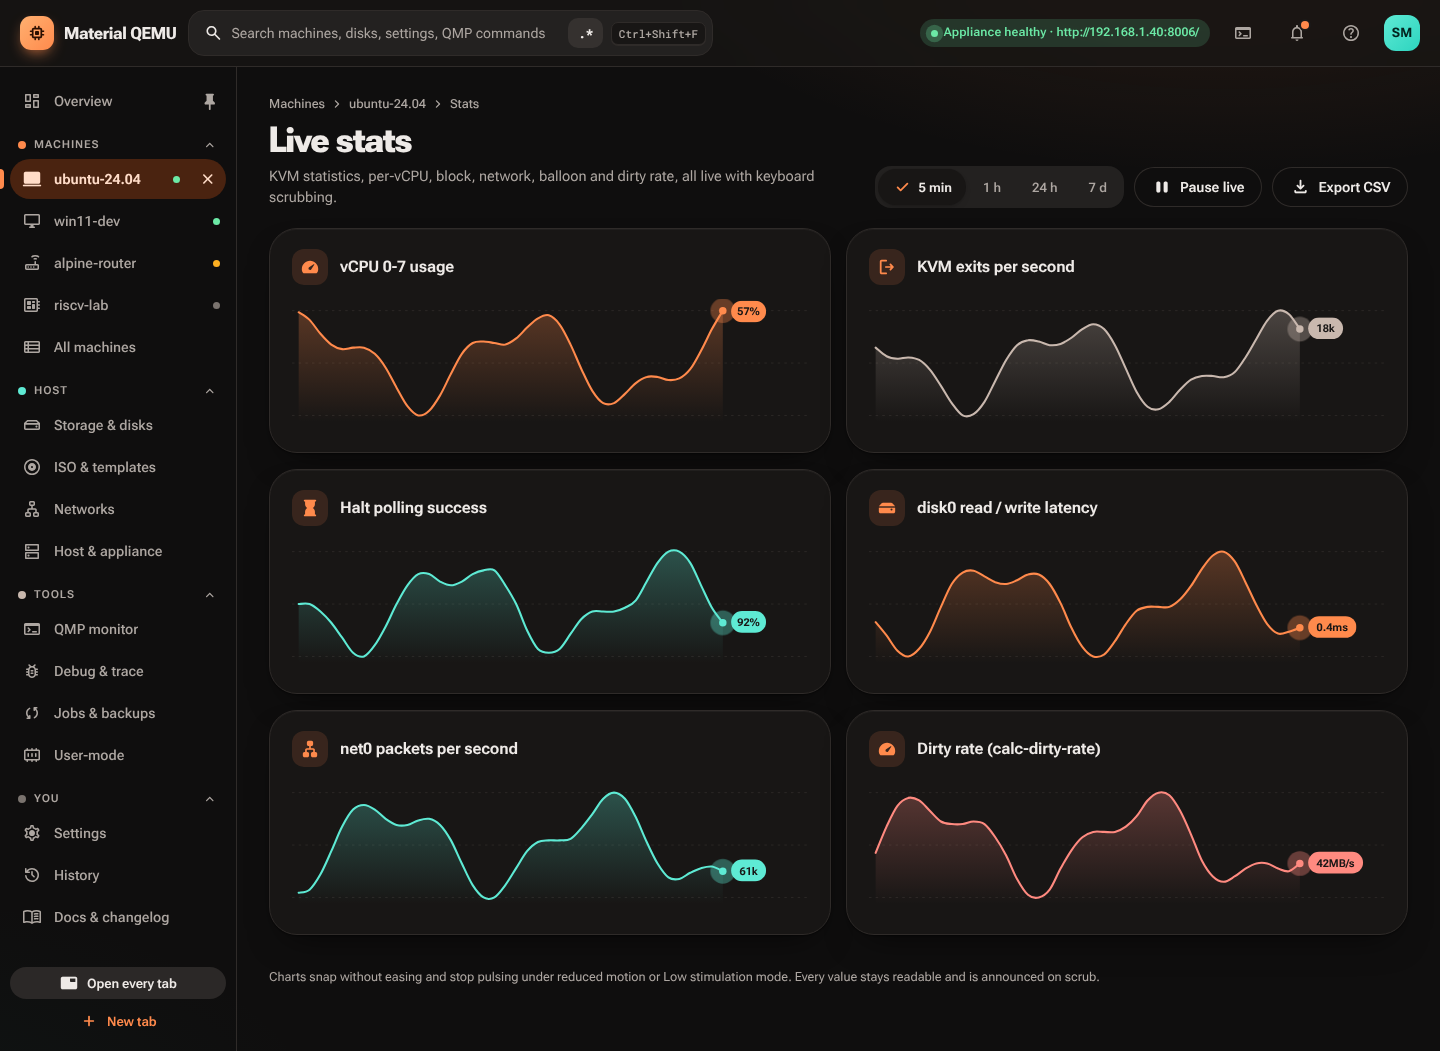 Material QEMU
Search machines, disks, settings, QMP commands
.*
Ctrl+Shift+F
Appliance healthy · http://192.168.1.40:8006/
SM
Overview
MACHINES
ubuntu-24.04
win11-dev
alpine-router
riscv-lab
All machines
HOST
Storage & disks
ISO & templates
Networks
Host & appliance
TOOLS
QMP monitor
Debug & trace
Jobs & backups
User-mode
YOU
Settings
History
Docs & changelog
Open every tab
New tab
Machines > ubuntu-24.04 > Stats
Live stats
KVM statistics, per-vCPU, block, network, balloon and dirty rate, all live with keyboard
scrubbing.
5 min
1 h
24 h
7 d
Pause live
Export CSV
vCPU 0-7 usage
57%
KVM exits per second
18k
Halt polling success
92%
disk0 read / write latency
0.4ms
net0 packets per second
61k
Dirty rate (calc-dirty-rate)
42MB/s
Charts snap without easing and stop pulsing under reduced motion or Low stimulation mode. Every value stays readable and is announced on scrub.